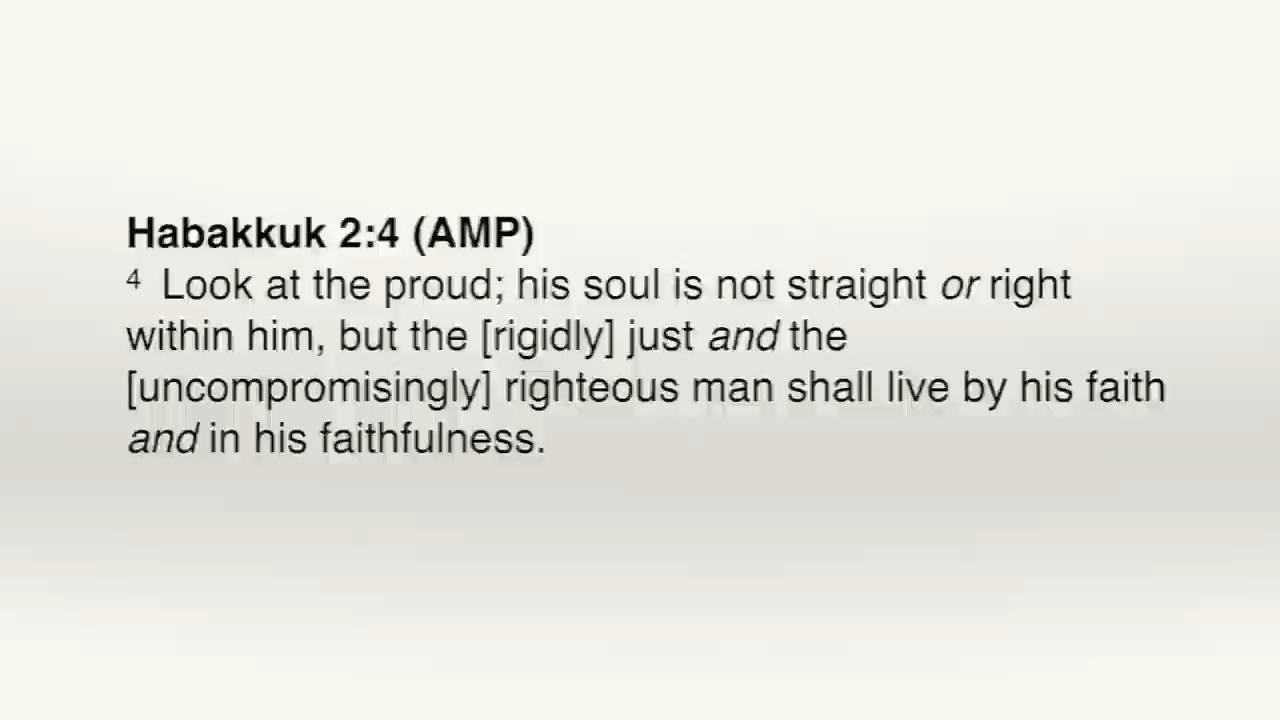 Habakkuk 2:4 (AMP)
4 Look at the proud; his soul is not straight or right
within him, but the [rigidly] just and the
[uncompromisingly] righteous man shall live by his faith
and in his faithfulness.